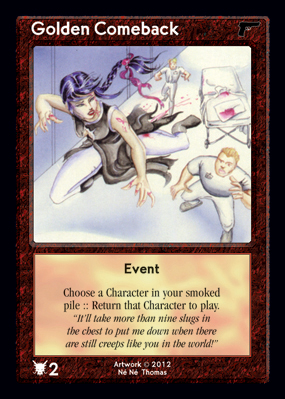 Golden Comeback
Event
Choose a Character in your smoked
pile :: Return that Character to play.
"It'll take more than nine slugs in
the chest to put me down when there
are still creeps like you in the world!"
2
Artwork © 2012
Né Né Thomas